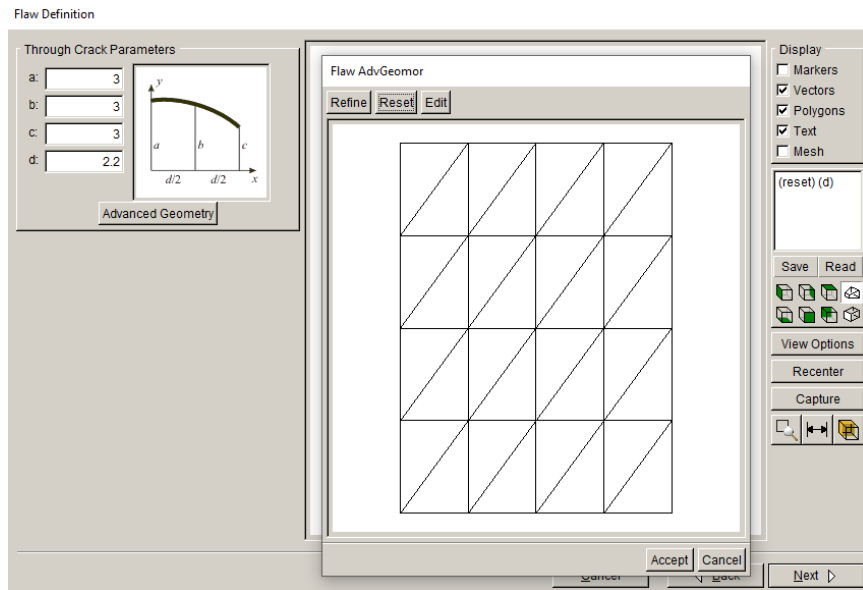 Flaw Definition
Through Crack Parameters
a: 3
b: 3
c: 3
d: 2.2
y
a
b
c
d/2
d/2
x
Advanced Geometry
Flaw AdvGeomor
Refine Reset Edit
Accept Cancel
Display
Markers
Vectors
Polygons
Text
Mesh
(reset) (d)
Save Read
View Options
Recenter
Capture
Cancel Back Next